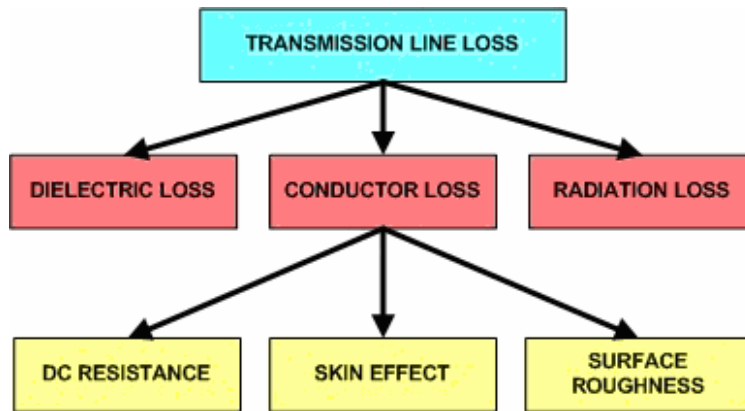 TRANSMISSION LINE LOSS
DIELECTRIC LOSS
CONDUCTOR LOSS
RADIATION LOSS
DC RESISTANCE
SKIN EFFECT
SURFACE
ROUGHNESS